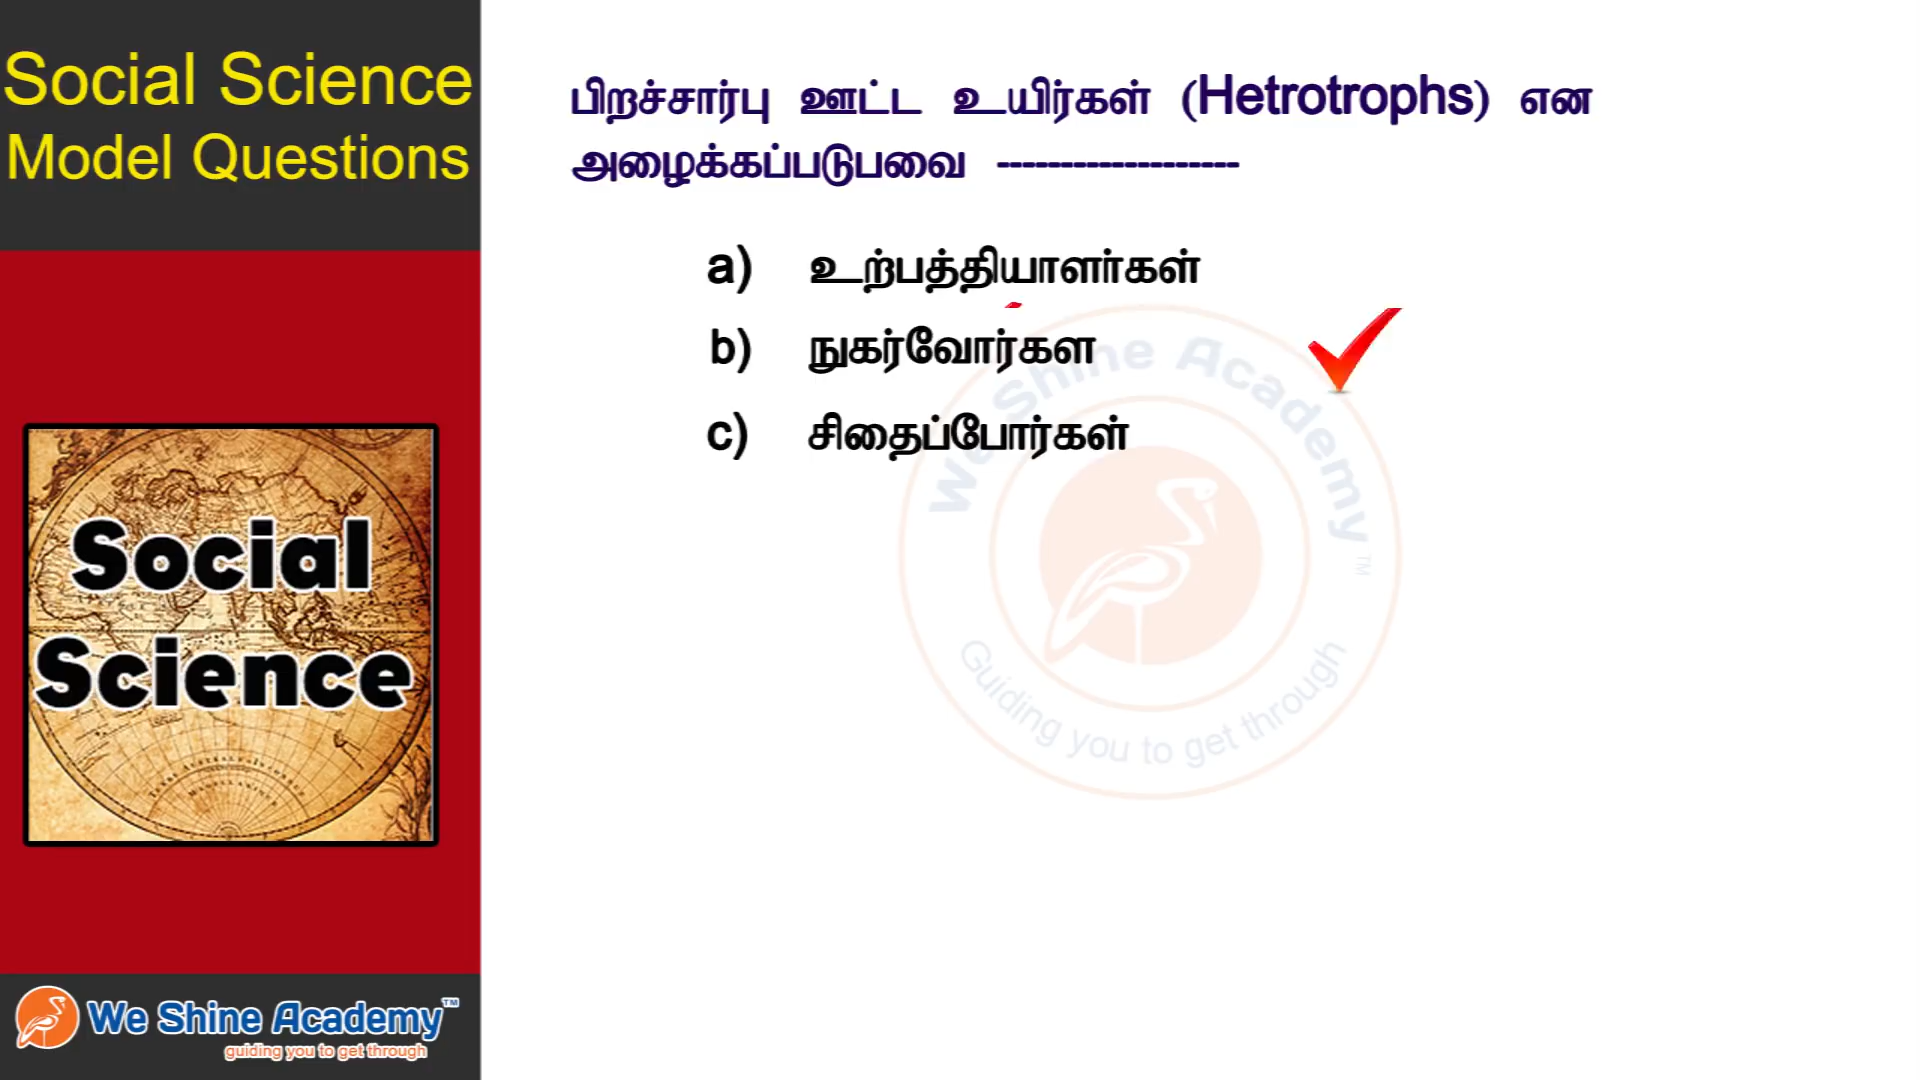 Social Science
Model Questions
பிறச்சார்பு ஊட்ட உயிர்கள் (Hetrotrophs) என
அழைக்கப்படுபவை -------------------
a) உற்பத்தியாளர்கள்
b) நுகர்வோர்கள
c) சிதைப்போர்கள்
We Shine Academy™
Guiding you to get through
Social
Science
We Shine Academy™
guiding you to get through